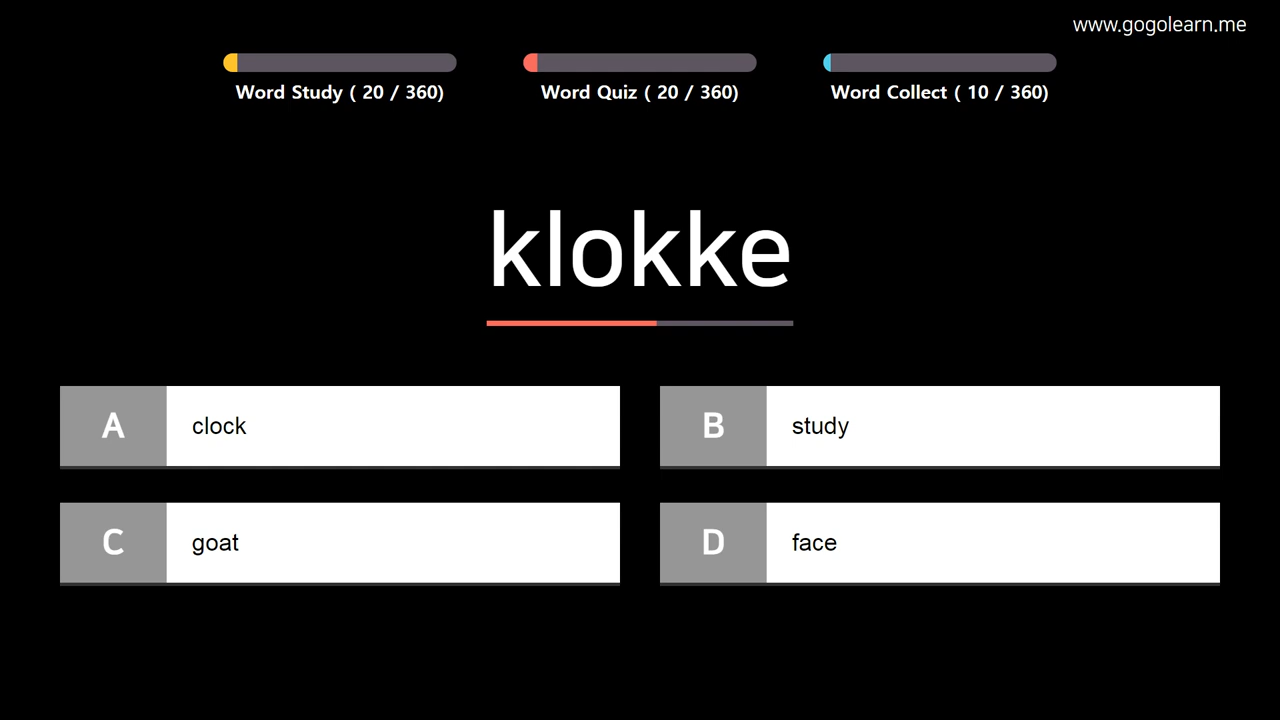 www.gogolearn.me
Word Study ( 20 / 360)
Word Quiz ( 20 / 360)
Word Collect ( 10 / 360)
klokke
A clock
B study
C goat
D face